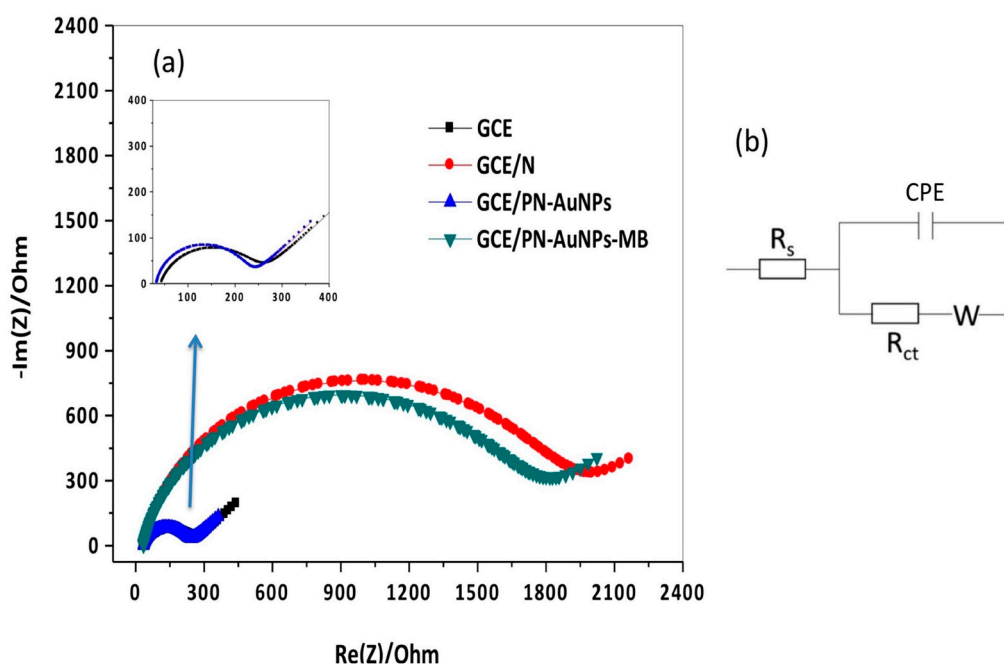 (a)
2400
2100
1800
1500
1200
900
600
300
0
-Im(Z)/Ohm
400
300
200
100
0
100 200 300 400
GCE
GCE/N
GCE/PN-AuNPs
GCE/PN-AuNPs-MB
0 300 600 900 1200 1500 1800 2100 2400
Re(Z)/Ohm
(b)
CPE
Rs
Rct
W